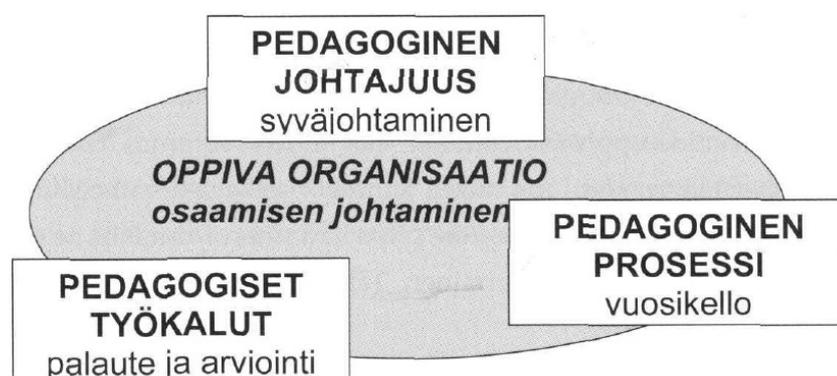 PEDAGOGINEN
JOHTAJUUS
syväjohtaminen
OPPIVA ORGANISAATIO
osaamisen johtaminen
PEDAGOGINEN
PROSESSI
vuosikello
PEDAGOGISET
TYÖKALUT
palaute ja arviointi